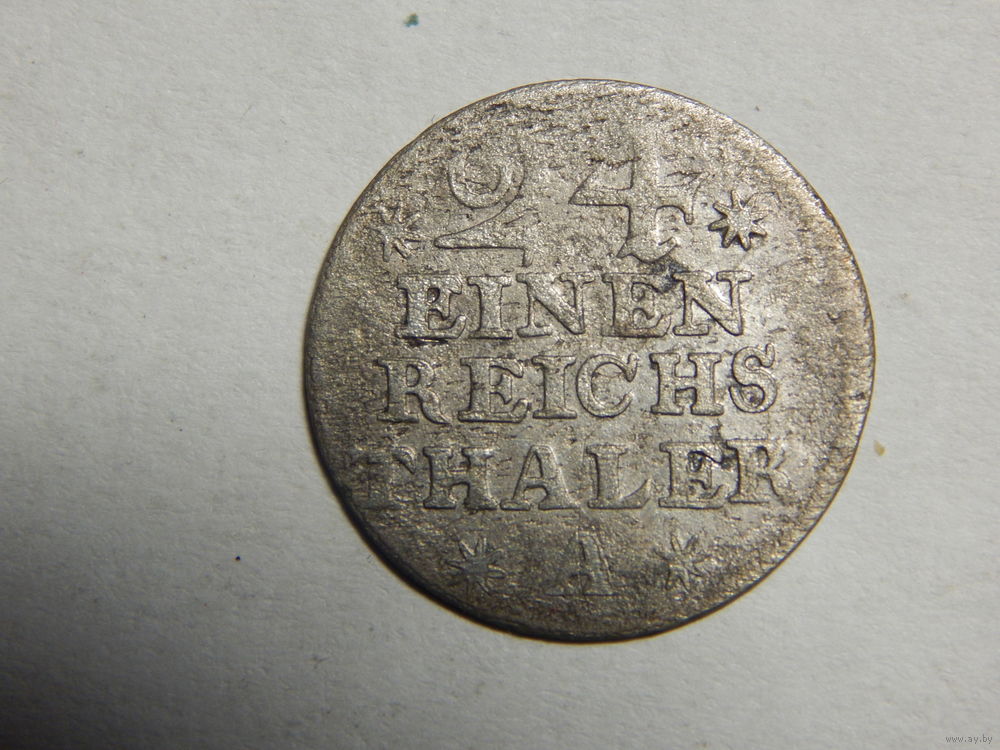 * 24 *
EINEN
REICHS
THALER
* A *
www.ay.by